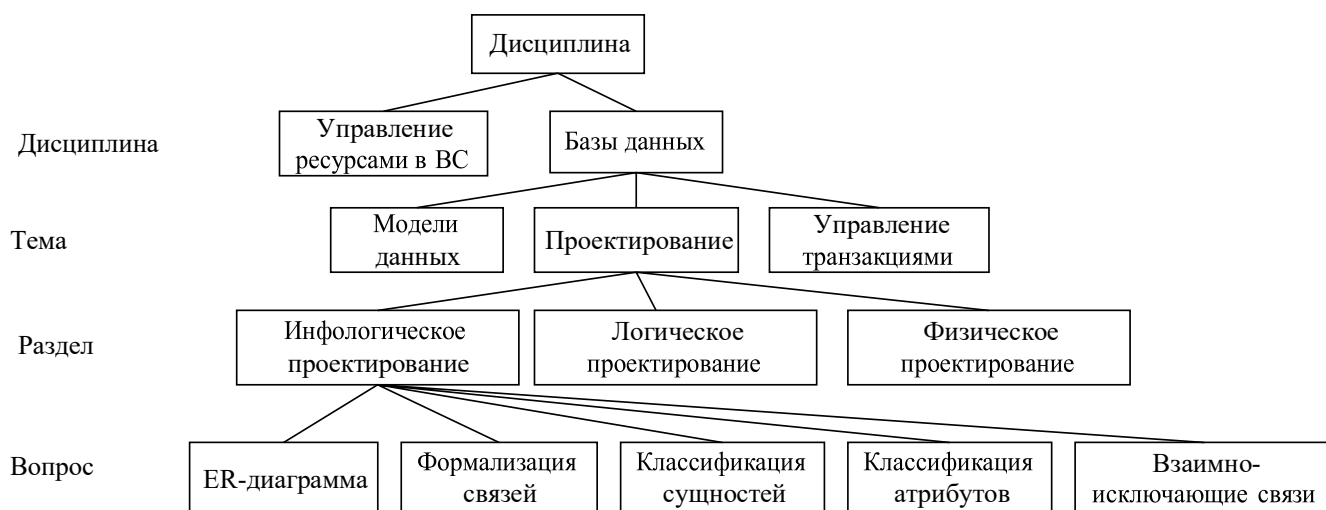 Дисциплина
Дисциплина
Управление
ресурсами в ВС
Базы данных
Тема
Модели
данных
Проектирование
Управление
транзакциями
Раздел
Инфологическое
проектирование
Логическое
проектирование
Физическое
проектирование
Вопрос
ER-диаграмма
Формализация
связей
Классификация
сущностей
Классификация
атрибутов
Взаимно-
исключающие связи